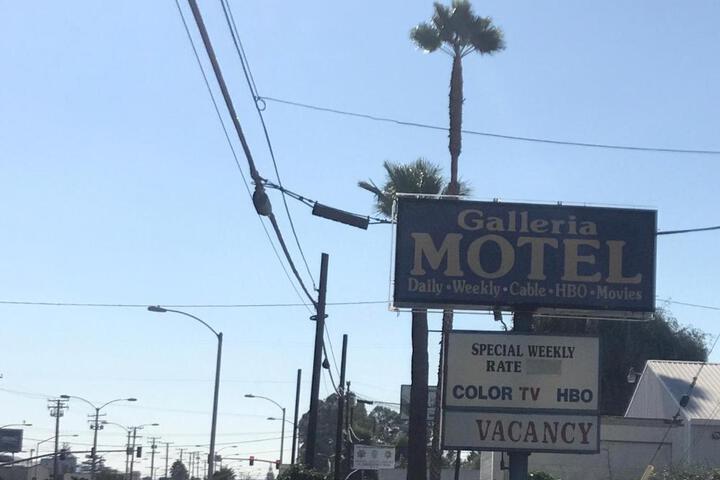 Galleria
MOTEL
Daily • Weekly • Cable • HBO • Movies
SPECIAL WEEKLY
RATE
COLOR TV HBO
VACANCY